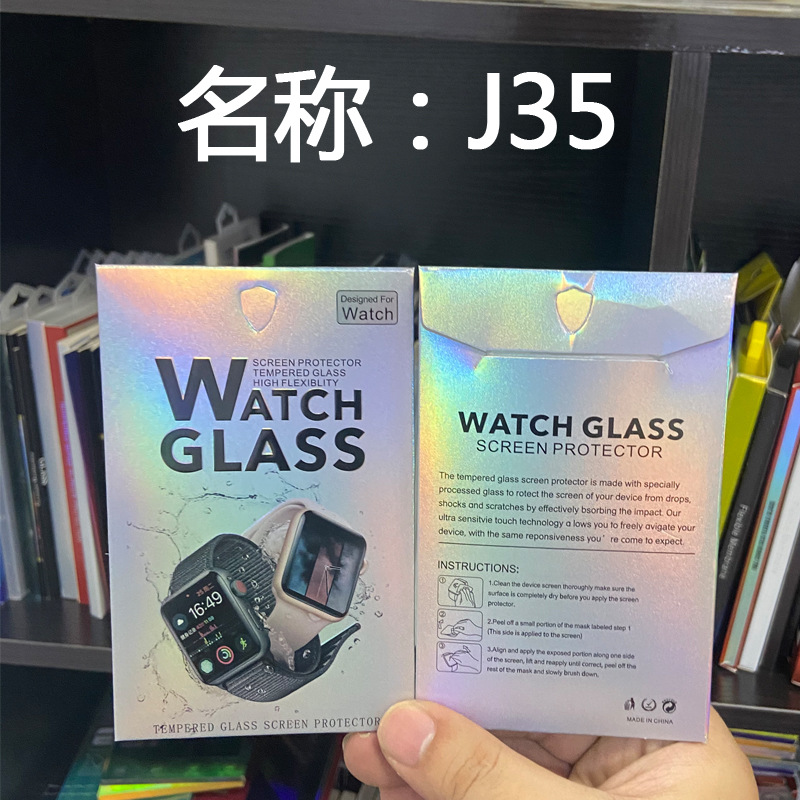 名称：J35
Designed For
Watch
SCREEN PROTECTOR
TEMPERED GLASS
HIGH FLEXIBLITY
WATCH
GLASS
16:49
TEMPERED GLASS SCREEN PROTECTOR
WATCH GLASS
SCREEN PROTECTOR
The tempered glass screen protector is made with specially
processed glass to rotect the screen of your device from drops,
shocks and scratches by effectively bsorbing the impact. Our
ultra sensitvie touch technology a lows you to freely avigate your
device, with the same reponsiveness you' re come to expect.
INSTRUCTIONS:
1.Clean the device screen thoroughly make sure the
surface is completely dry before you apply the screen
protector.
2.Peel off a small portion of the mask labeled step 1
(This side is applied to the screen)
3.Align and apply the exposed portion along one side
of the screen, lift and reapply until correct, peel off the
rest of the mask and slowly brush down.
MADE IN CHINA
Flexible Membrane